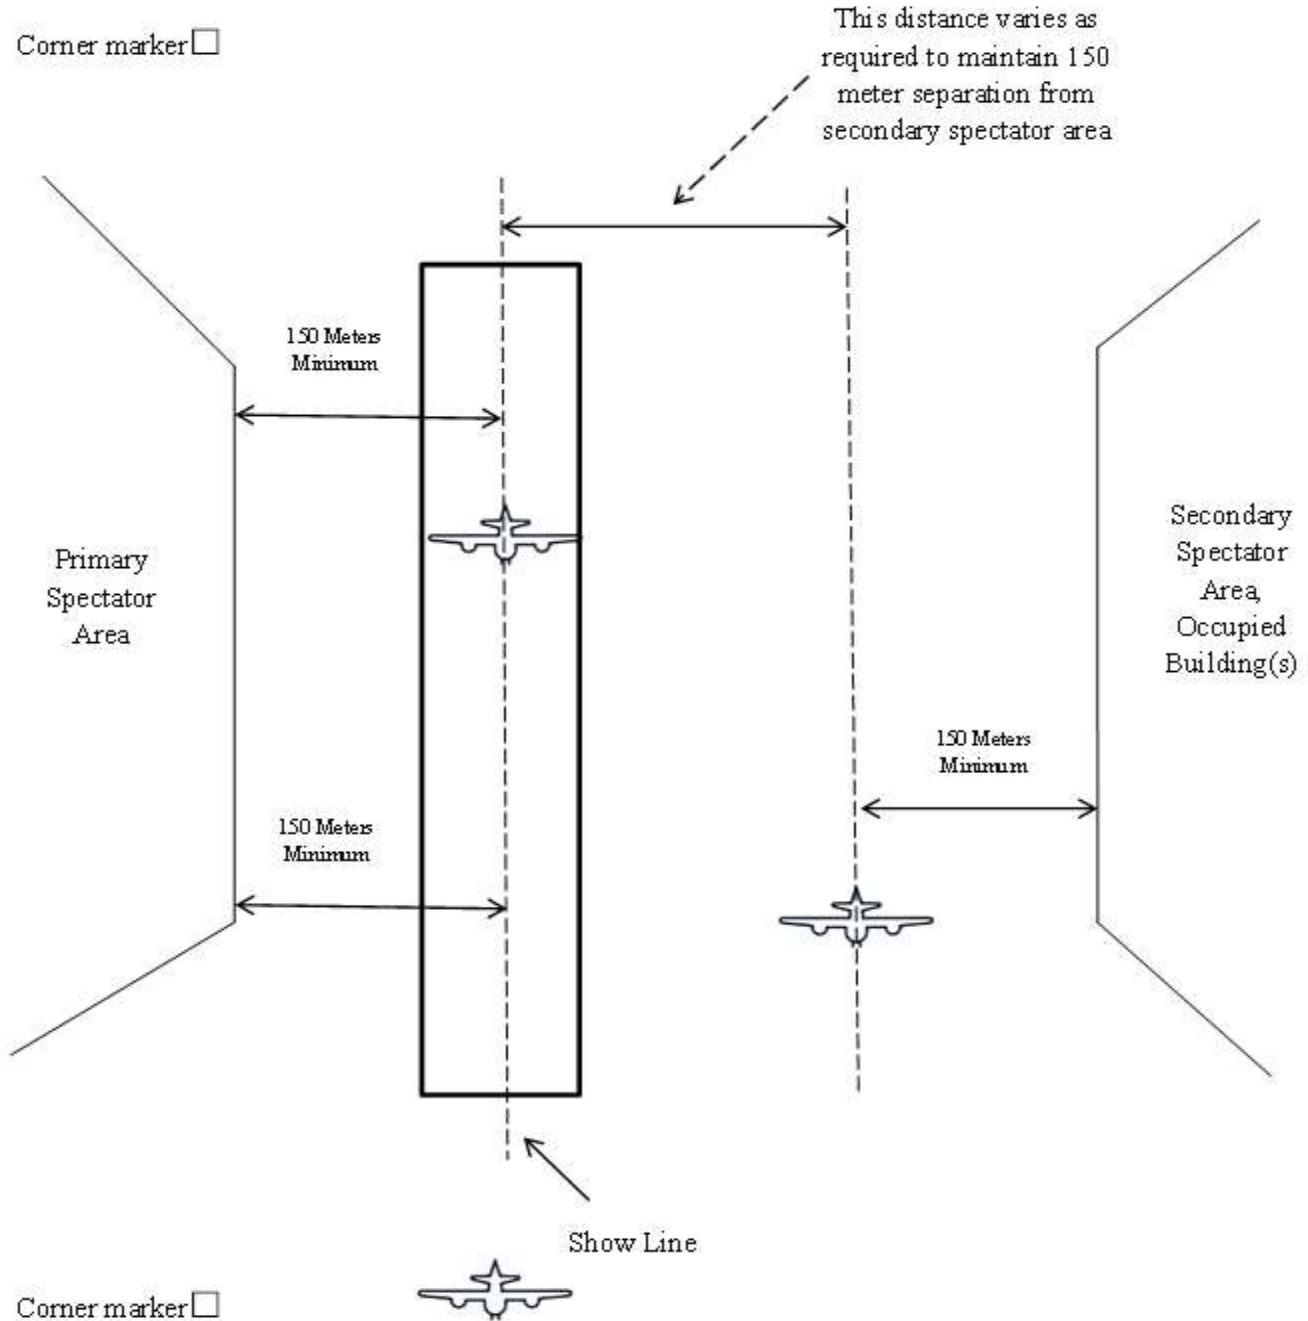 Corner marker
This distance varies as
required to maintain 150
meter separation from
secondary spectator area
150 Meters
Minimum
Primary
Spectator
Area
Secondary
Spectator
Area,
Occupied
Building(s)
150 Meters
Minimum
150 Meters
Minimum
Show Line
Corner marker